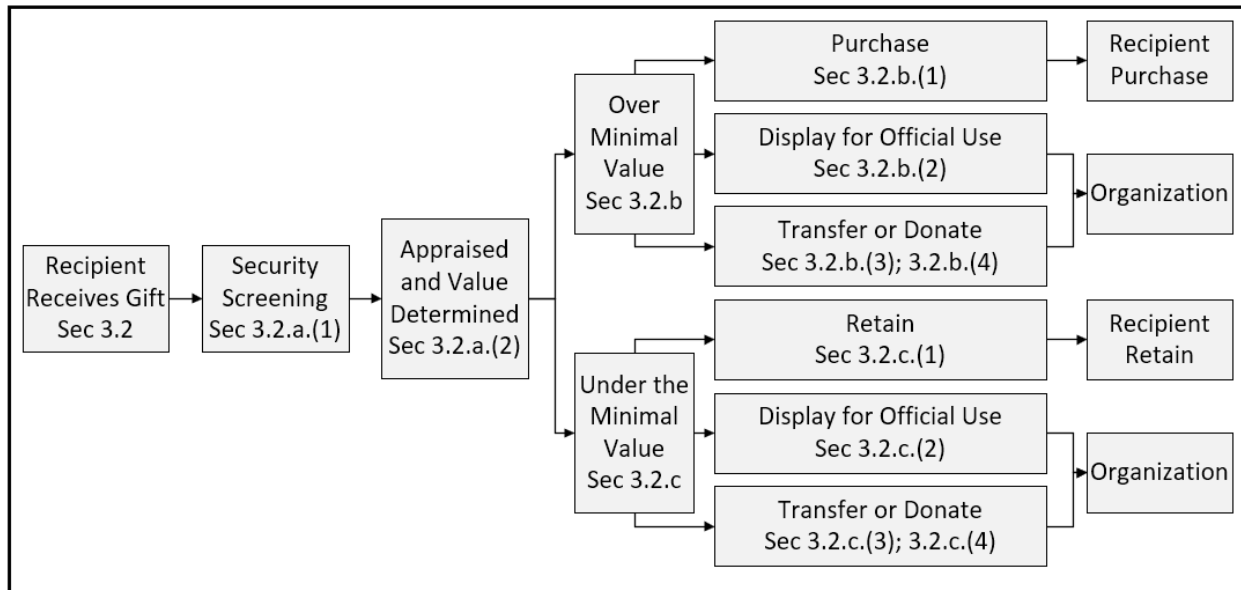 Recipient
Receives Gift
Sec 3.2
Security
Screening
Sec 3.2.a.(1)
Appraised
and Value
Determined
Sec 3.2.a.(2)
Over
Minimal
Value
Sec 3.2.b
Purchase
Sec 3.2.b.(1)
Recipient
Purchase
Display for Official Use
Sec 3.2.b.(2)
Transfer or Donate
Sec 3.2.b.(3); 3.2.b.(4)
Organization
Under the
Minimal
Value
Sec 3.2.c
Retain
Sec 3.2.c.(1)
Recipient
Retain
Display for Official Use
Sec 3.2.c.(2)
Transfer or Donate
Sec 3.2.c.(3); 3.2.c.(4)
Organization